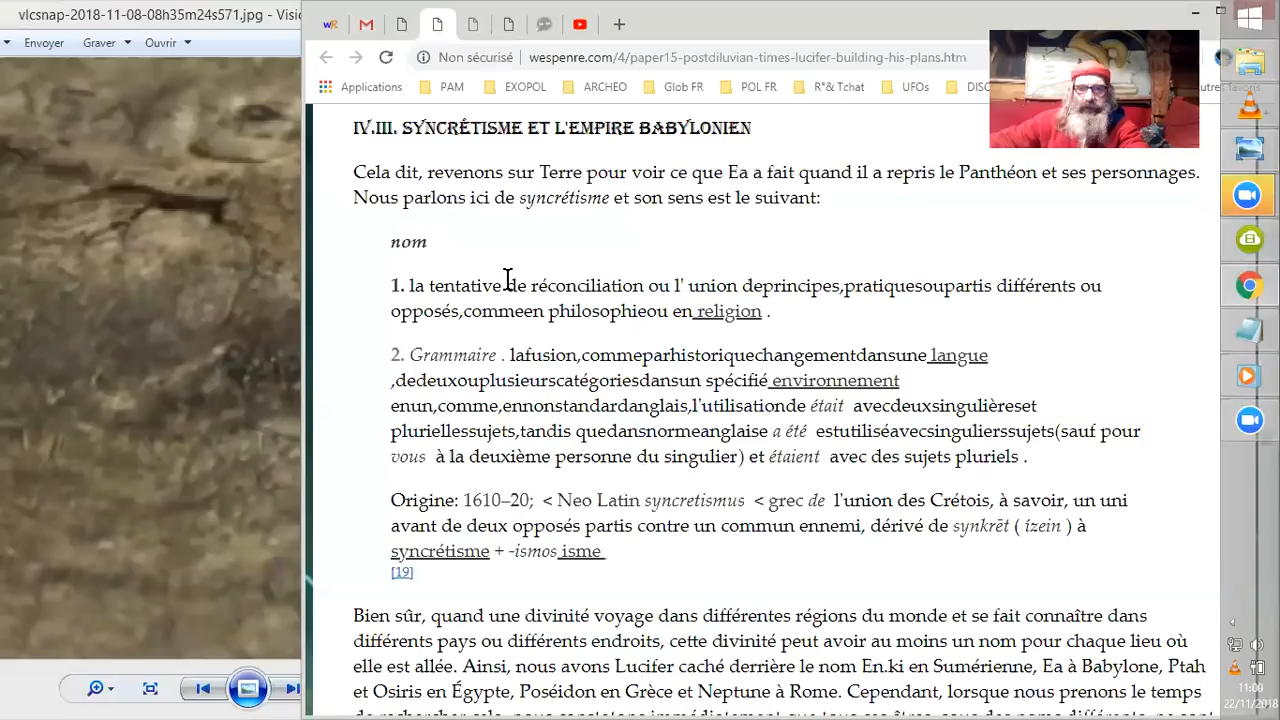 vlcsnap-2018-11-08-08h35m24s571.jpg - Visio
Envoyer Graver Ouvrir
wR
Non sécurisé wespenre.com/4/paper15-postdiluvian-times-lucifer-building-his-plans.htm
Applications PAM EXOPOL ARCHEO Glob FR POL FR R*& Tchat UFOs DISC utres favoris
IV.III. SYNCRÉTISME ET L'EMPIRE BABYLONIEN
Cela dit, revenons sur Terre pour voir ce que Ea a fait quand il a repris le Panthéon et ses personnages.
Nous parlons ici de syncrétisme et son sens est le suivant:
nom
1. la tentative de réconciliation ou l' union deprincipes,pratiquesoupartis différents ou
opposés,commeen philosophieou en religion .
2. Grammaire . lafusion,commeparhistoriquechangementdansune langue
,dedeuxouplusieurscatégoriesdansun spécifié environnement
enun,comme,ennonstandardanglais,l'utilisationde était avecdeuxsingulièreset
pluriellessujets,tandis quedansnormeanglaise a été estutiliséavecsingulierssujets(sauf pour
vous à la deuxième personne du singulier) et étaient avec des sujets pluriels .
Origine: 1610–20; < Neo Latin syncretismus < grec de l'union des Crétois, à savoir, un uni
avant de deux opposés partis contre un commun ennemi, dérivé de synkrēt ( ízein ) à
syncrétisme + -ismos isme
[19]
Bien sûr, quand une divinité voyage dans différentes régions du monde et se fait connaître dans
différents pays ou différents endroits, cette divinité peut avoir au moins un nom pour chaque lieu où
elle est allée. Ainsi, nous avons Lucifer caché derrière le nom En.ki en Sumérienne, Ea à Babylone, Ptah
et Osiris en Égypte, Poséidon en Grèce et Neptune à Rome. Cependant, lorsque nous prenons le temps
11:00
22/11/2018